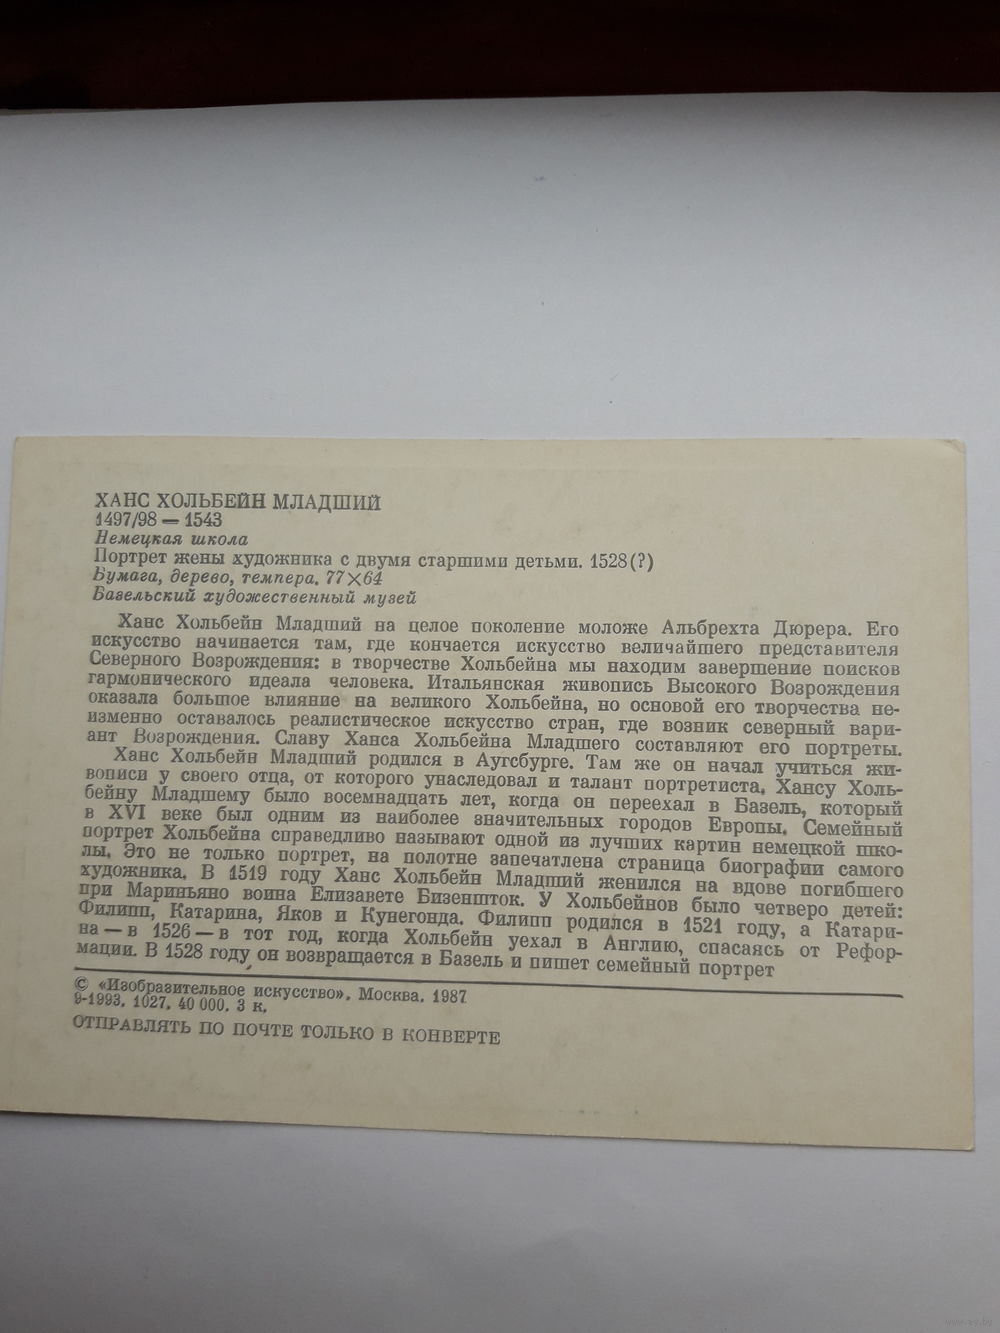 ХАНС ХОЛЬБЕЙН МЛАДШИЙ
1497/98 — 1543
Немецкая школа
Портрет жены художника с двумя старшими детьми. 1528(?)
Бумага, дерево, темпера. 77×64
Базельский художественный музей
Ханс Хольбейн Младший на целое поколение моложе Альбрехта Дюрера. Его
искусство начинается там, где кончается искусство величайшего представителя
Северного Возрождения: в творчестве Хольбейна мы находим завершение поисков
гармонического идеала человека. Итальянская живопись Высокого Возрождения
оказала большое влияние на великого Хольбейна, но основой его творчества не-
изменно оставалось реалистическое искусство стран, где возник северный вари-
ант Возрождения. Славу Ханса Хольбейна Младшего составляют его портреты.
Ханс Хольбейн Младший родился в Аугсбурге. Там же он начал учиться жи-
вописи у своего отца, от которого унаследовал и талант портретиста. Хансу Холь-
бейну Младшему было восемнадцать лет, когда он переехал в Базель, который
в XVI веке был одним из наиболее значительных городов Европы. Семейный
портрет Хольбейна справедливо называют одной из лучших картин немецкой шко-
лы. Это не только портрет, на полотне запечатлена страница биографии самого
художника. В 1519 году Ханс Хольбейн Младший женился на вдове погибшего
при Мариньяно воина Елизавете Бизеншток. У Хольбейнов было четверо детей:
Филипп, Катарина, Яков и Кунегонда. Филипп родился в 1521 году, а Катари-
на — в 1526 — в тот год, когда Хольбейн уехал в Англию, спасаясь от Рефор-
мации. В 1528 году он возвращается в Базель и пишет семейный портрет
© «Изобразительное искусство». Москва. 1987
9-1993. 1027. 40 000. 3 к.
ОТПРАВЛЯТЬ ПО ПОЧТЕ ТОЛЬКО В КОНВЕРТЕ